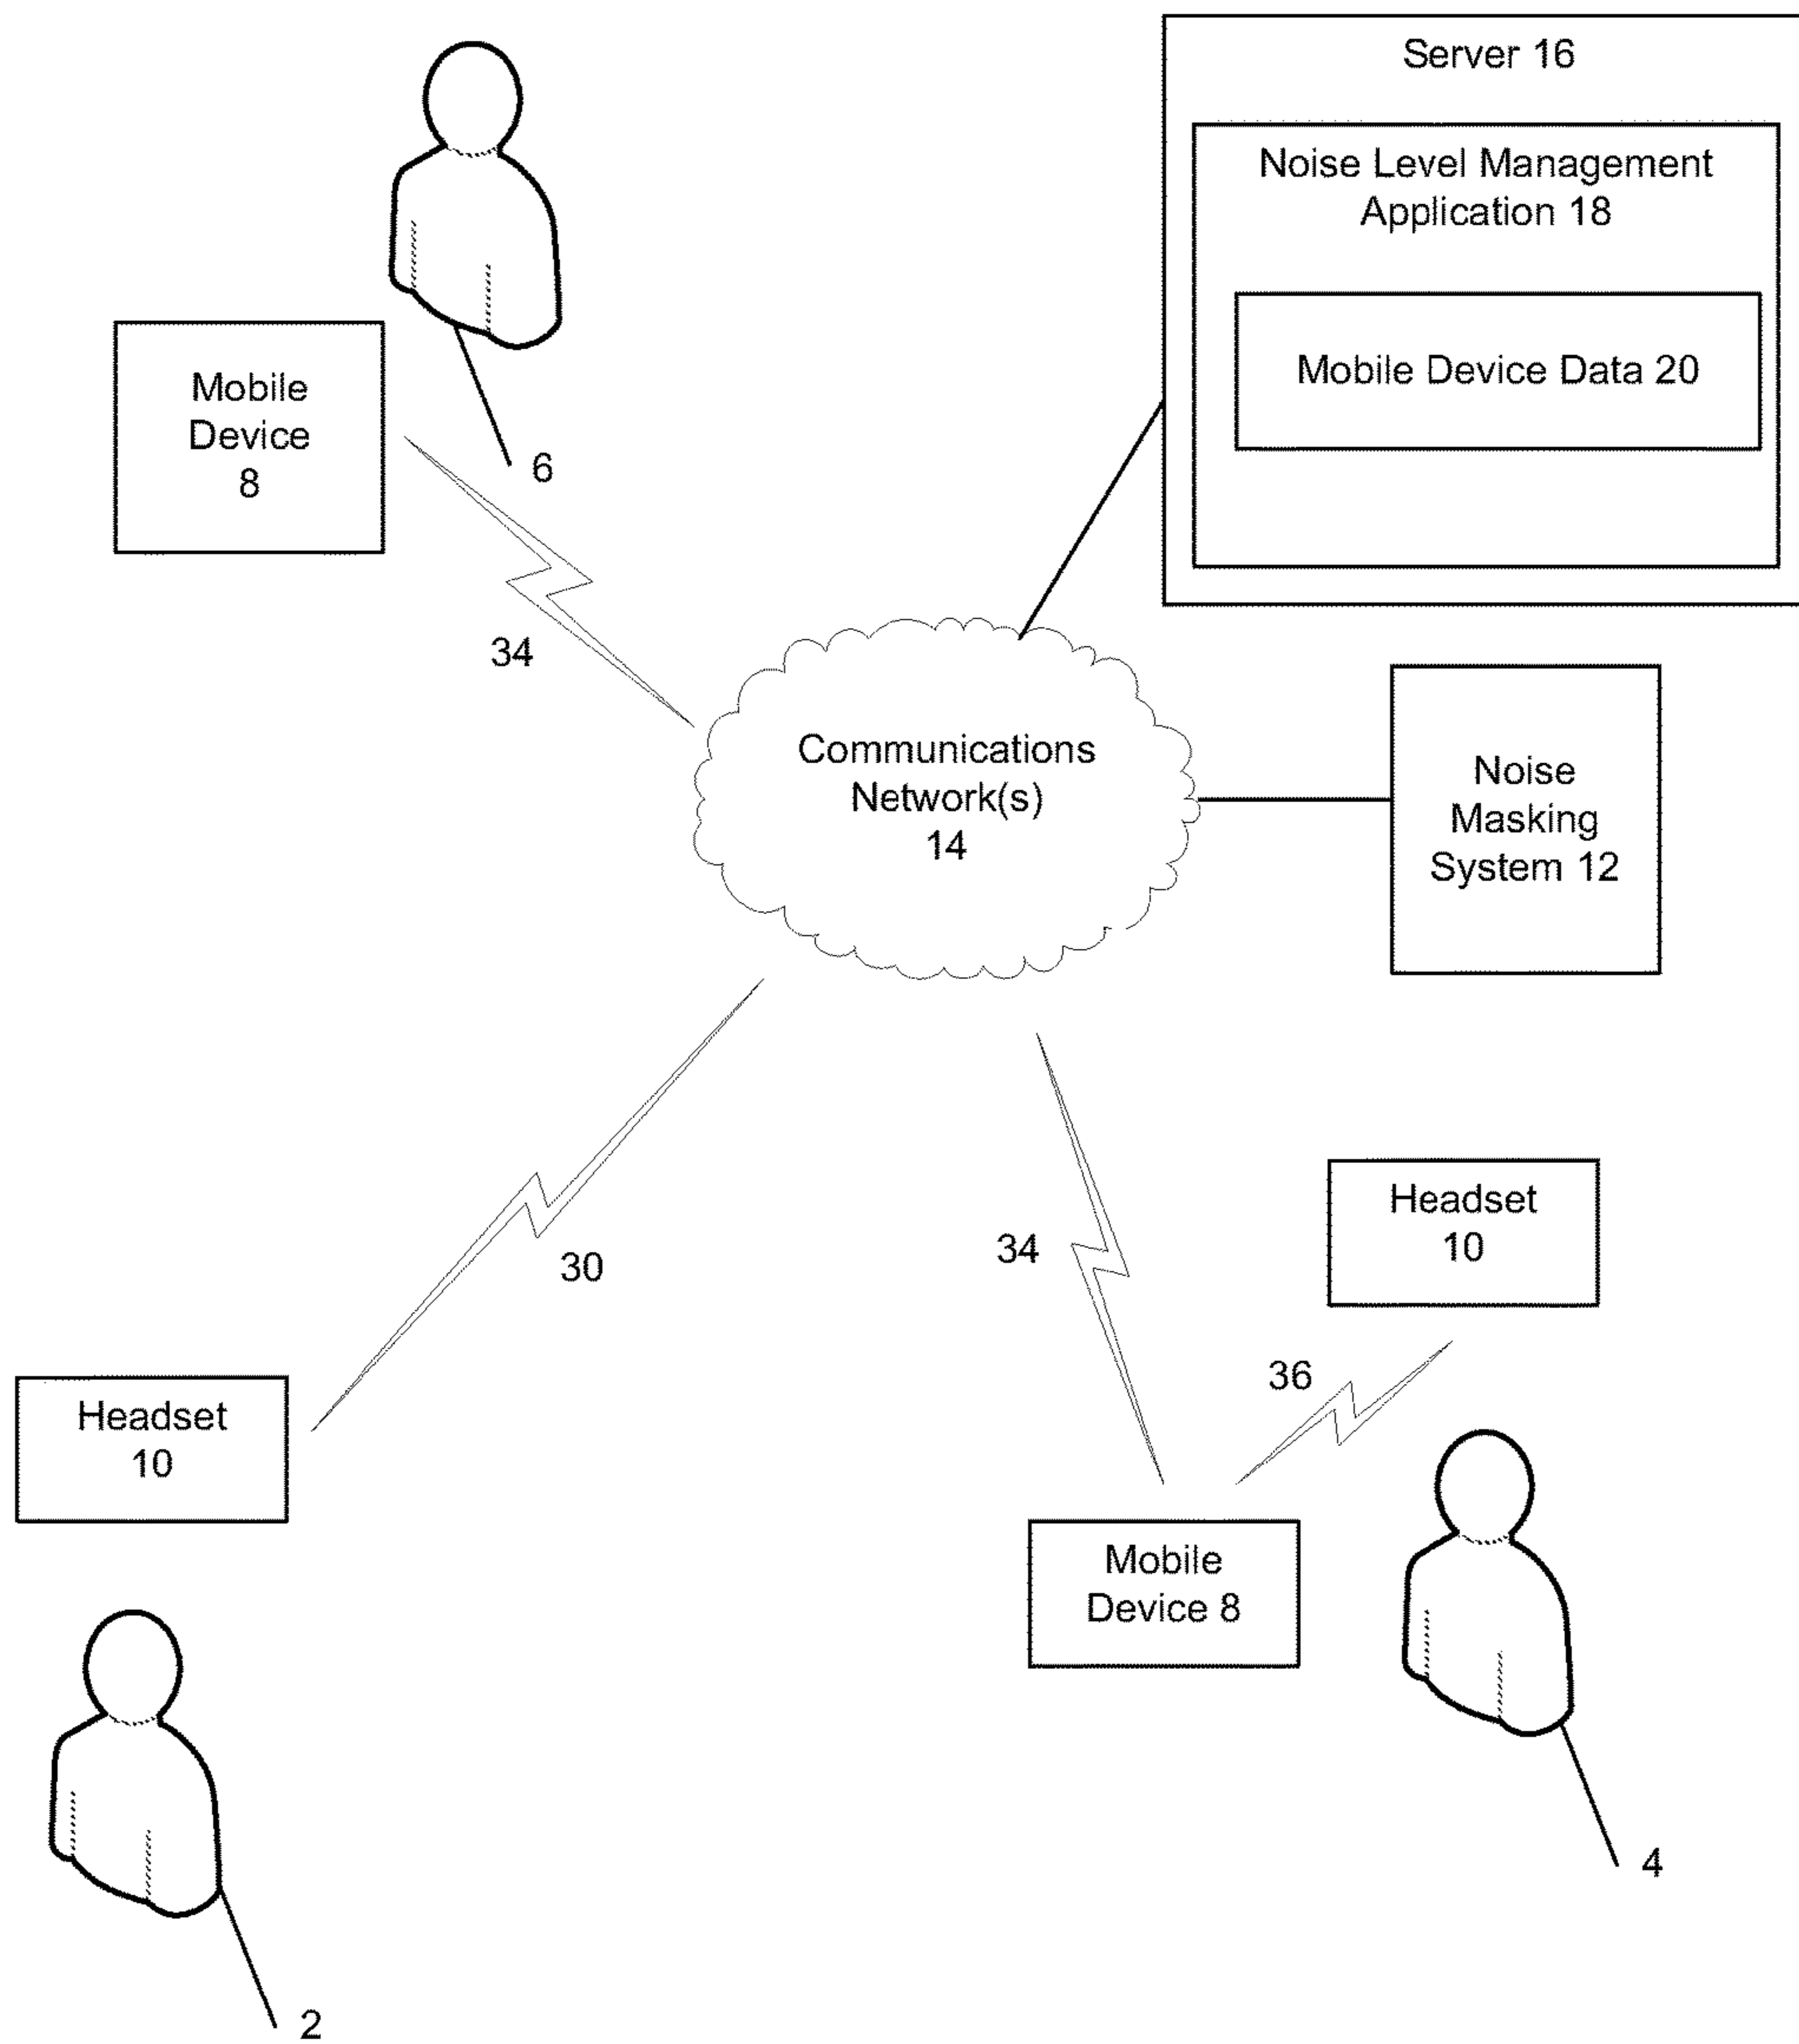 Server 16
Noise Level Management
Application 18
Mobile Device Data 20
Mobile
Device
8
6
34
Communications
Network(s)
14
Noise
Masking
System 12
30
34
Headset
10
36
Headset
10
Mobile
Device 8
4
2